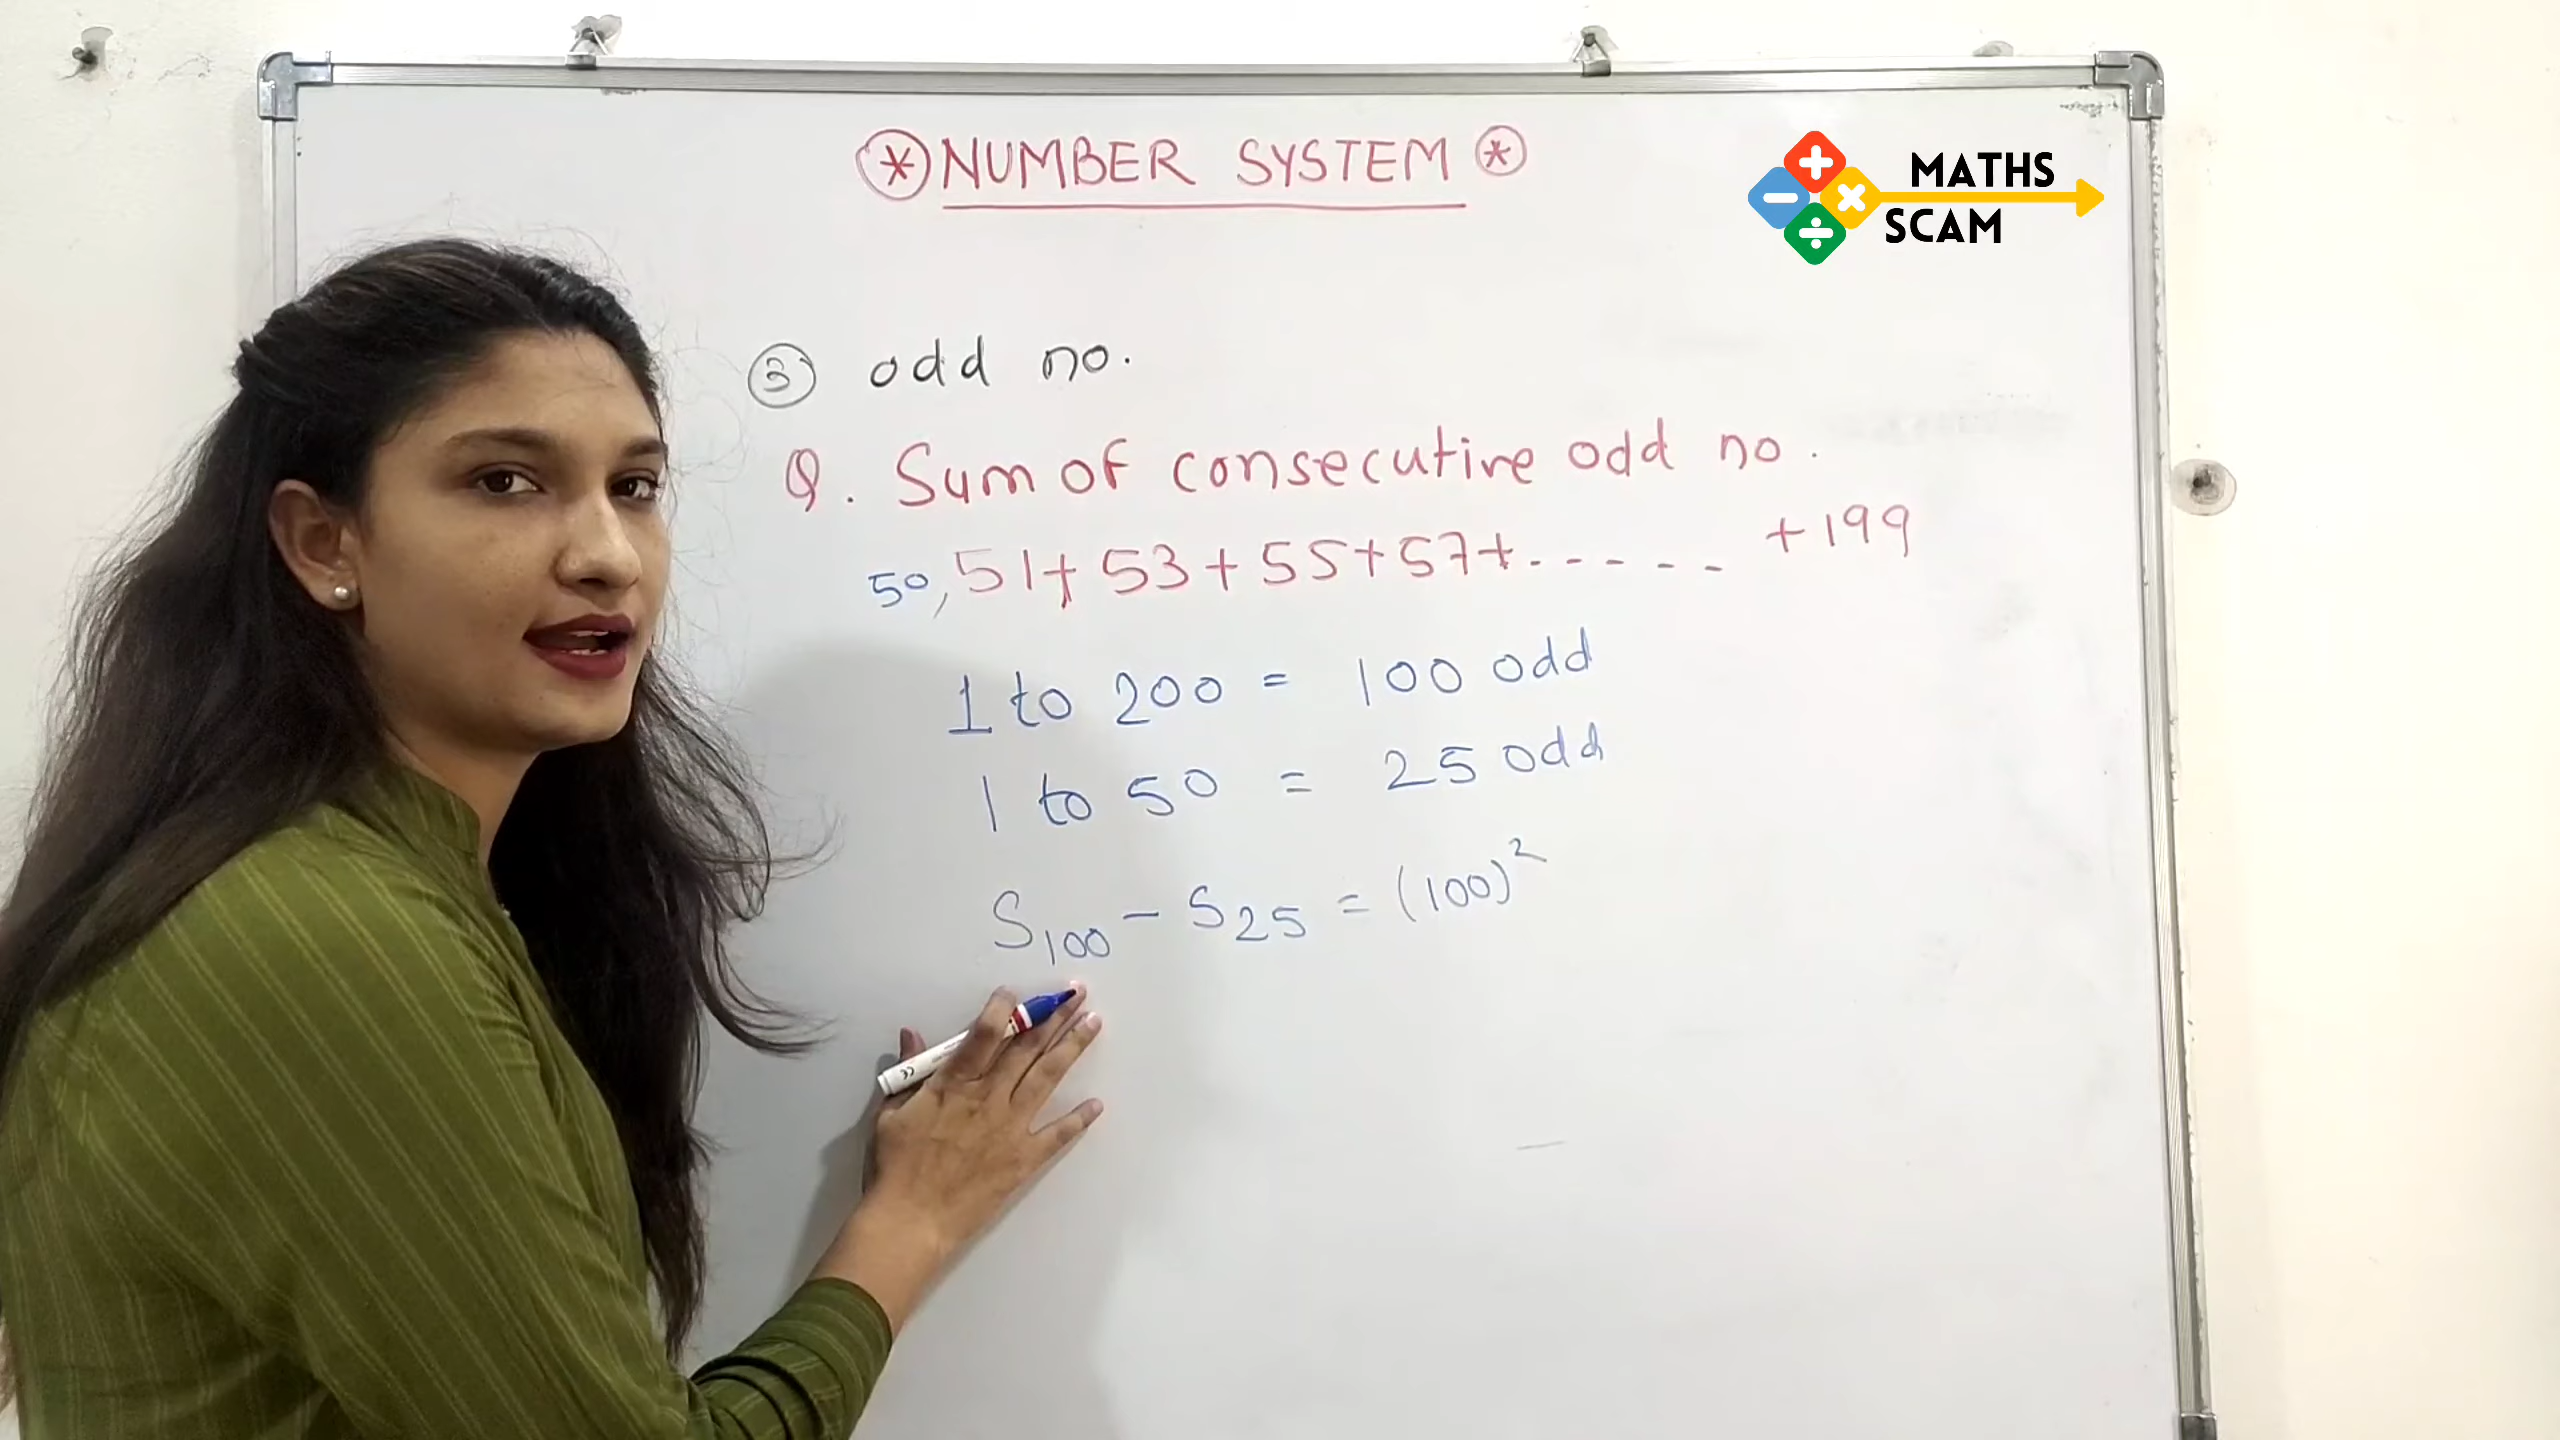 * NUMBER SYSTEM *
MATHS
SCAM
3 odd no.
Q. Sum of consecutive odd no.
50, 51+ 53 + 55+ 57+ ..... +199
1 to 200 = 100 odd
1 to 50 = 25 odd
S₁₀₀ - S₂₅ = (100)²